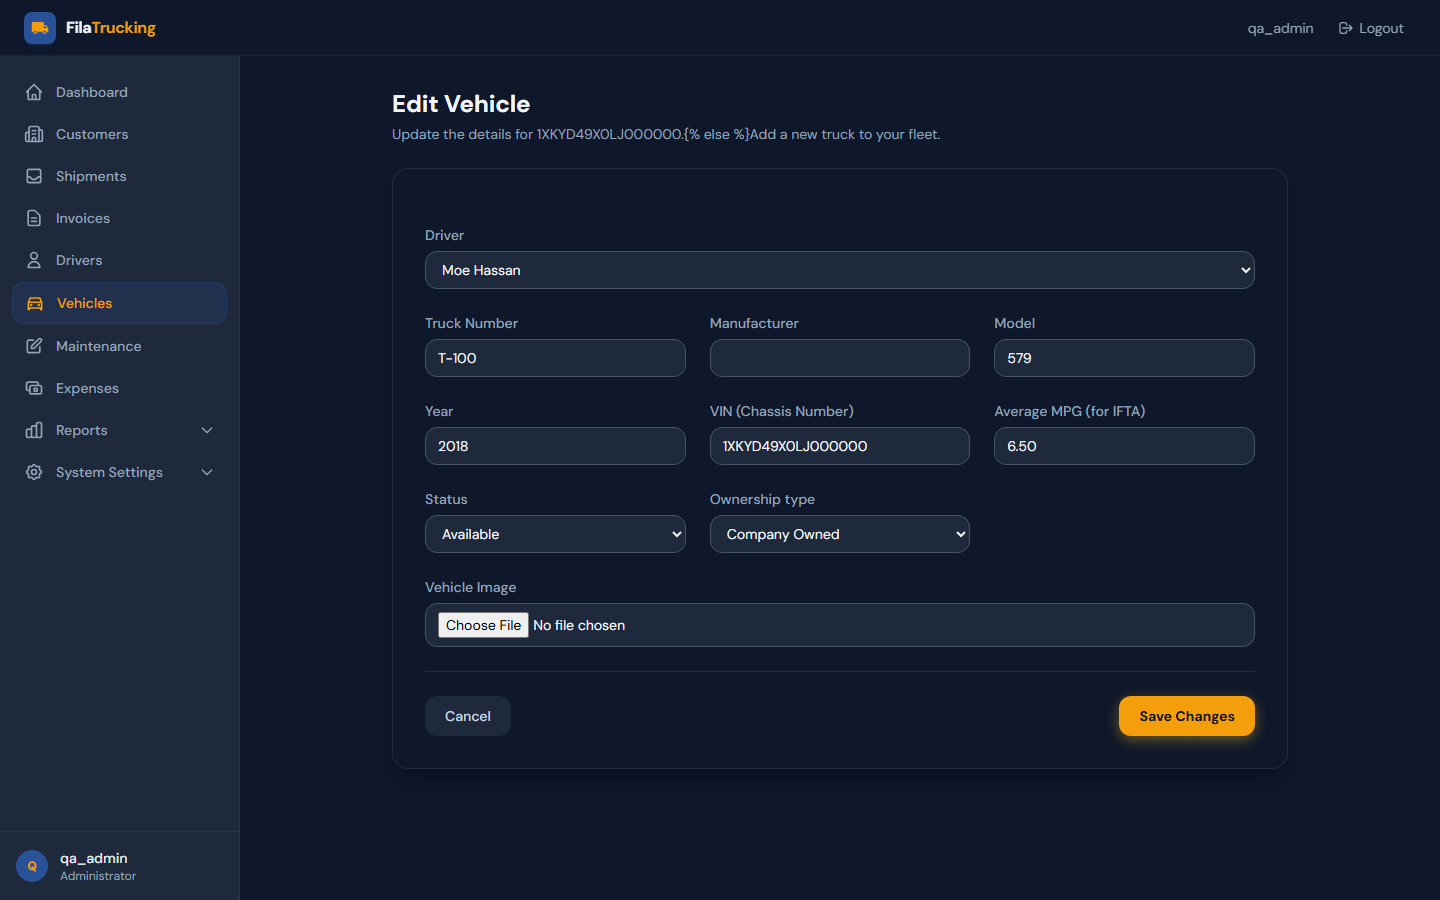 FilaTrucking
qa_admin
Logout
Dashboard
Customers
Shipments
Invoices
Drivers
Vehicles
Maintenance
Expenses
Reports
System Settings
qa_admin
Administrator
Q
Edit Vehicle
Update the details for 1XKYD49X0LJ000000.{% else %}Add a new truck to your fleet.
Driver
Moe Hassan
Truck Number
Manufacturer
Model
T-100
579
Year
VIN (Chassis Number)
Average MPG (for IFTA)
2018
1XKYD49X0LJ000000
6.50
Status
Ownership type
Available
Company Owned
Vehicle Image
Choose File No file chosen
Cancel
Save Changes